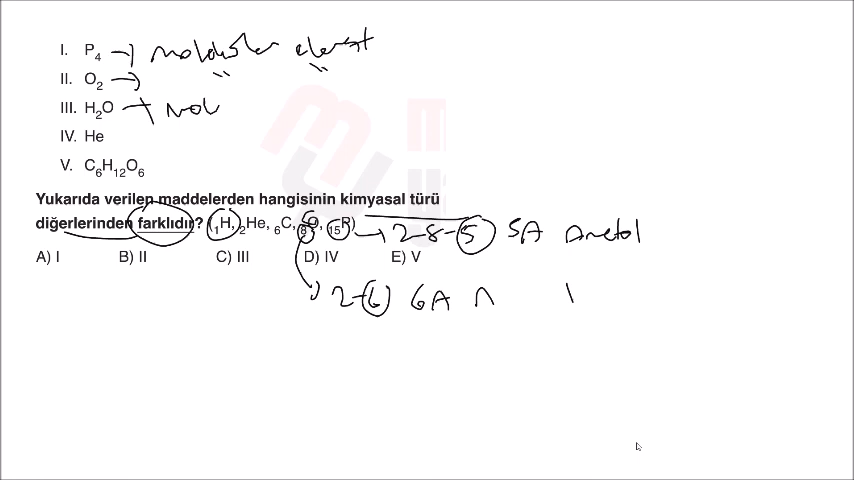 I. P4 → moleküler element
II. O2 →
III. H2O → mol
IV. He
V. C6H12O6
Yukarıda verilen maddelerden hangisinin kimyasal türü
diğerlerinden farklıdır? (1H, 2He, 6C, 8O, 15P) → 2-8-5 5A Ametal
A) I B) II C) III D) IV E) V
2-6 6A